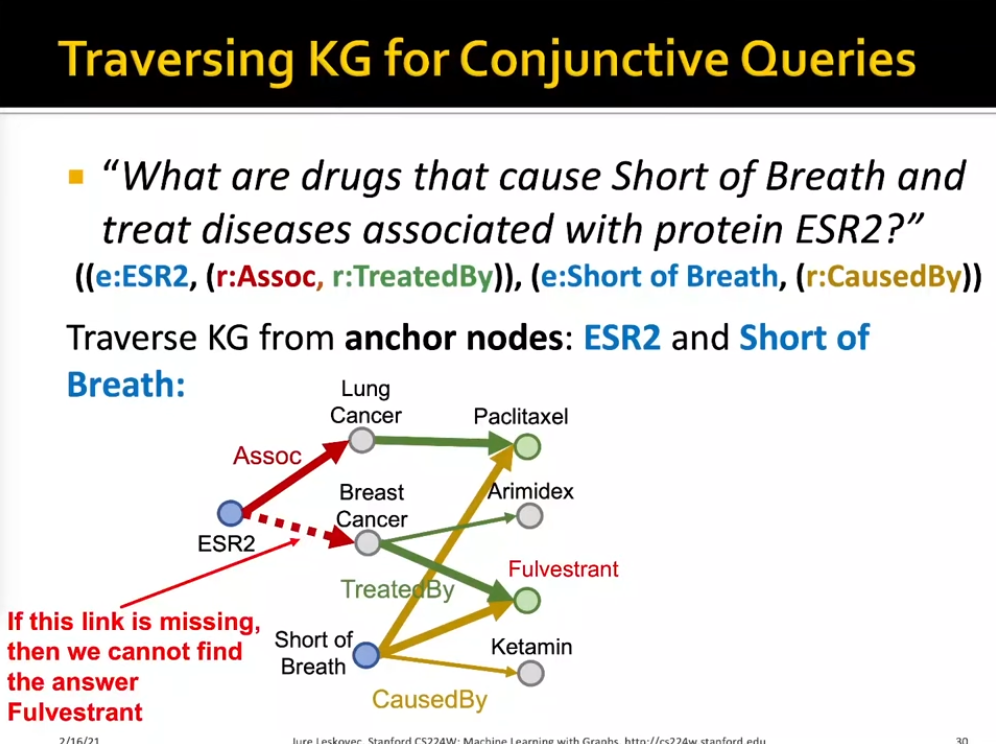 Traversing KG for Conjunctive Queries
“What are drugs that cause Short of Breath and
treat diseases associated with protein ESR2?”
((e:ESR2, (r:Assoc, r:TreatedBy)), (e:Short of Breath, (r:CausedBy))
Traverse KG from anchor nodes: ESR2 and Short of
Breath:
Lung
Cancer
Paclitaxel
Assoc
Breast
Cancer
Arimidex
ESR2
Fulvestrant
TreatedBy
If this link is missing,
then we cannot find
the answer
Fulvestrant
Short of
Breath
Ketamin
CausedBy
2/16/21
Jure Leskovec, Stanford CS224W: Machine Learning with Graphs, http://cs224w.stanford.edu
30